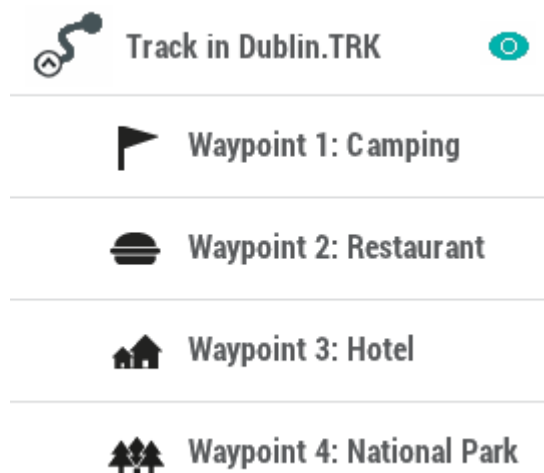 Track in Dublin.TRK
Waypoint 1: Camping
Waypoint 2: Restaurant
Waypoint 3: Hotel
Waypoint 4: National Park